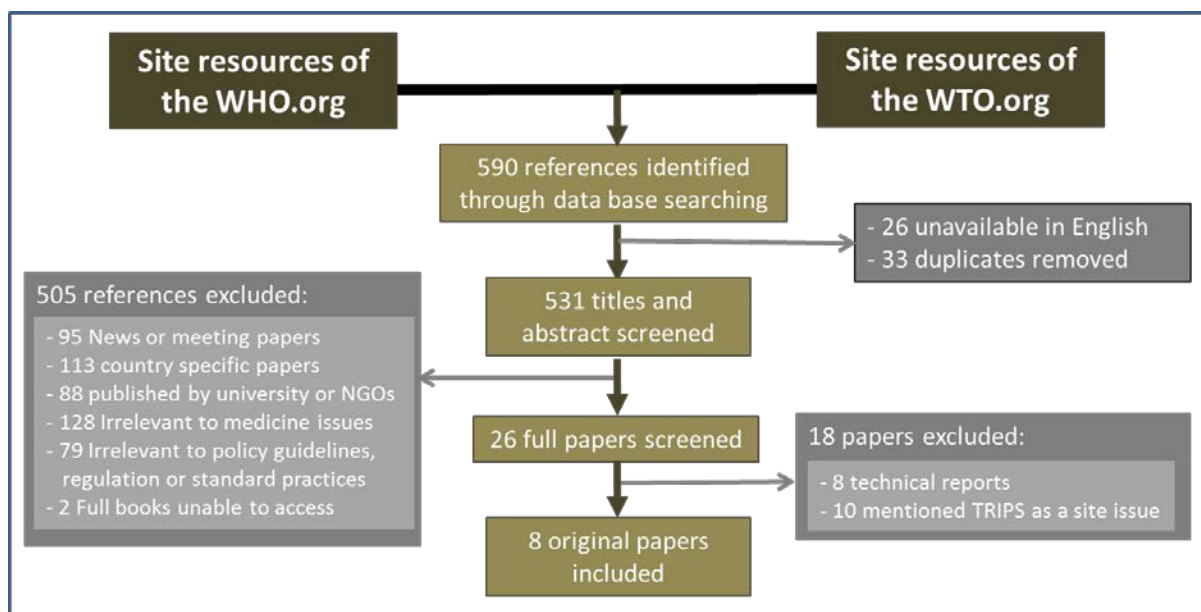 Site resources of
the WHO.org
Site resources of
the WTO.org
590 references identified
through data base searching
- 26 unavailable in English
- 33 duplicates removed
531 titles and
abstract screened
505 references excluded:
- 95 News or meeting papers
- 113 country specific papers
- 88 published by university or NGOs
- 128 Irrelevant to medicine issues
- 79 Irrelevant to policy guidelines,
regulation or standard practices
- 2 Full books unable to access
26 full papers screened
18 papers excluded:
- 8 technical reports
- 10 mentioned TRIPS as a site issue
8 original papers
included